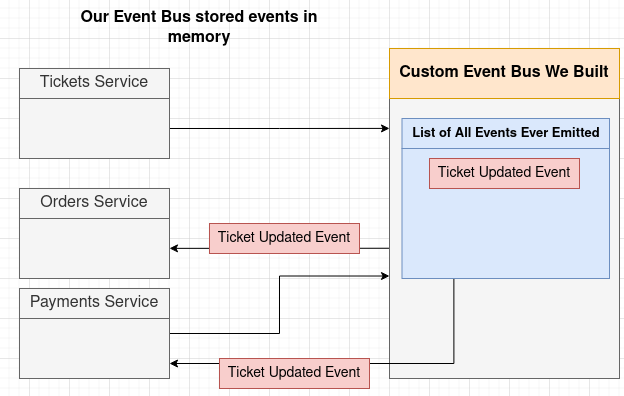 Our Event Bus stored events in
memory
Tickets Service
Custom Event Bus We Built
List of All Events Ever Emitted
Ticket Updated Event
Orders Service
Ticket Updated Event
Payments Service
Ticket Updated Event